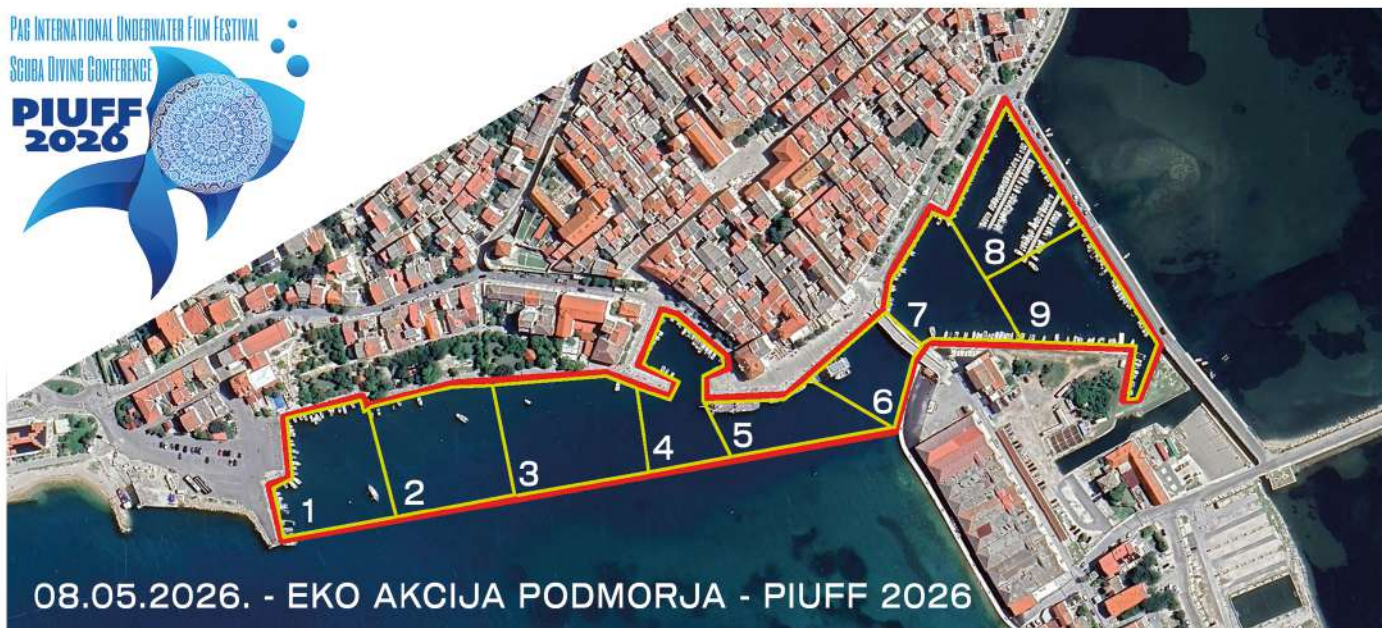 PAG INTERNATIONAL UNDERWATER FILM FESTIVAL
SCUBA DIVING CONFERENCE
PIUFF
2026
8
7
9
6
4
5
3
2
1
08.05.2026. - EKO AKCIJA PODMORJA - PIUFF 2026